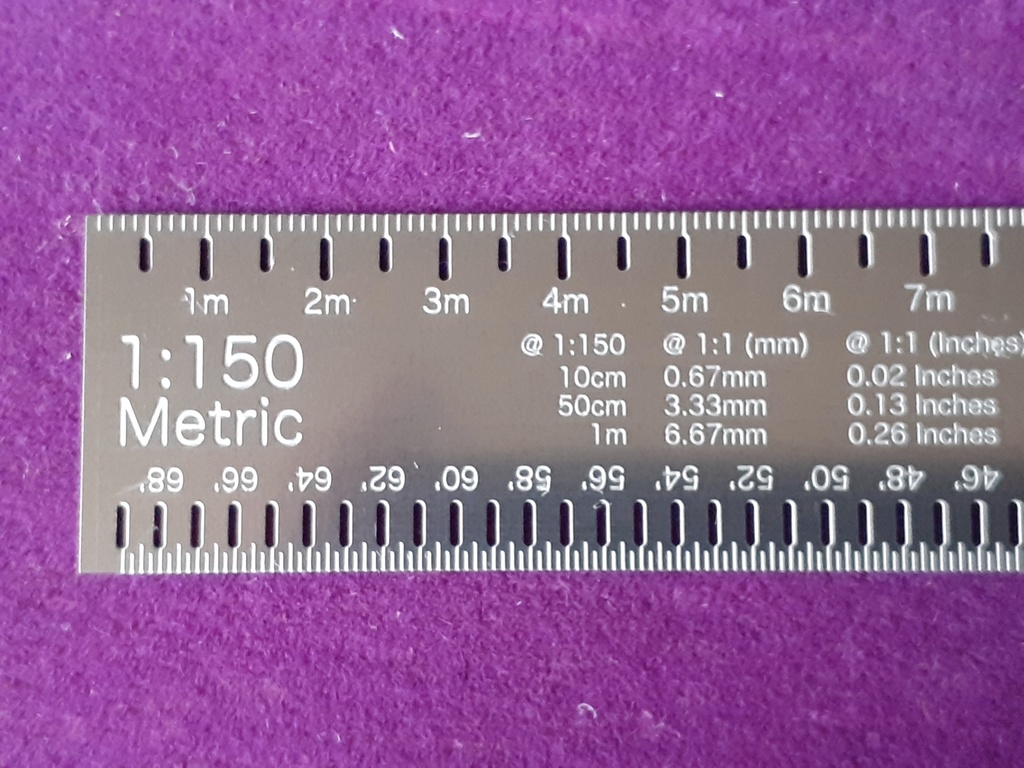 1m 2m 3m 4m 5m 6m 7m
1:150
Metric
@ 1:150 @ 1:1 (mm) @ 1:1 (Inches)
10cm 0.67mm 0.02 Inches
50cm 3.33mm 0.13 Inches
1m 6.67mm 0.26 Inches
46' 48' 50' 52' 54' 56' 58' 60' 62' 64' 66' 68'